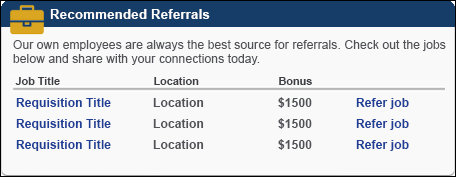 Recommended Referrals
Our own employees are always the best source for referrals. Check out the jobs
below and share with your connections today.
Job Title Location Bonus
Requisition Title Location $1500 Refer job
Requisition Title Location $1500 Refer job
Requisition Title Location $1500 Refer job